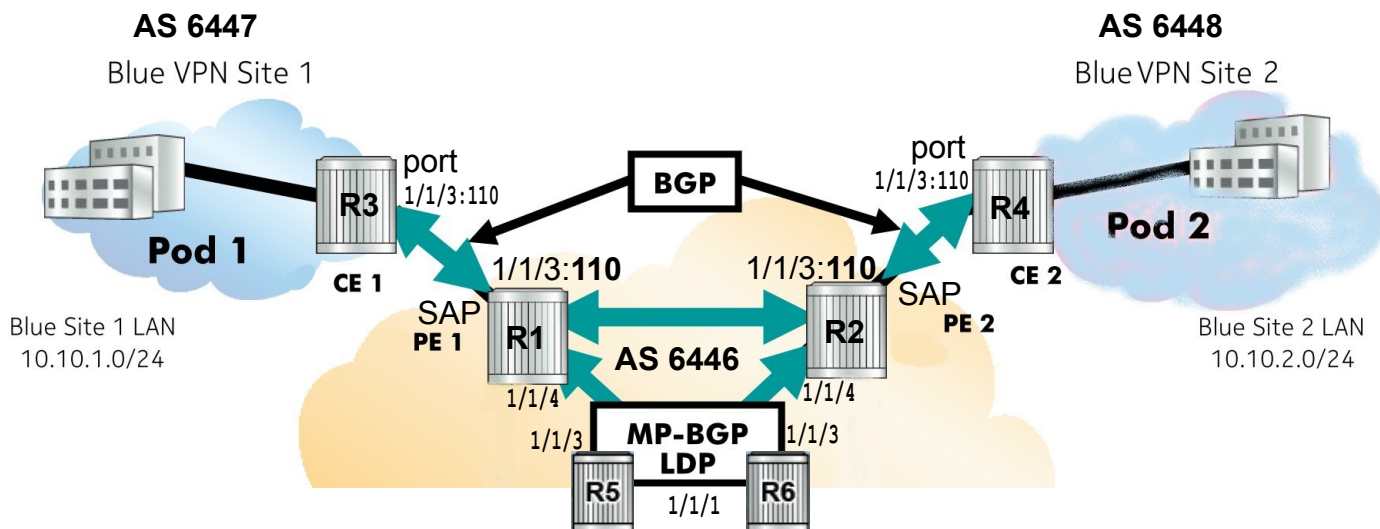 AS 6447
AS 6448
Blue VPN Site 1
Blue VPN Site 2
port
1/1/3:110
BGP
port
1/1/3:110
R3
R4
Pod 1
Pod 2
CE 1
CE 2
1/1/3:110
1/1/3:110
SAP
PE 1
SAP
PE 2
R1
R2
Blue Site 1 LAN
10.10.1.0/24
Blue Site 2 LAN
10.10.2.0/24
AS 6446
1/1/4
1/1/4
1/1/3
MP-BGP
LDP
1/1/3
R5
1/1/1
R6